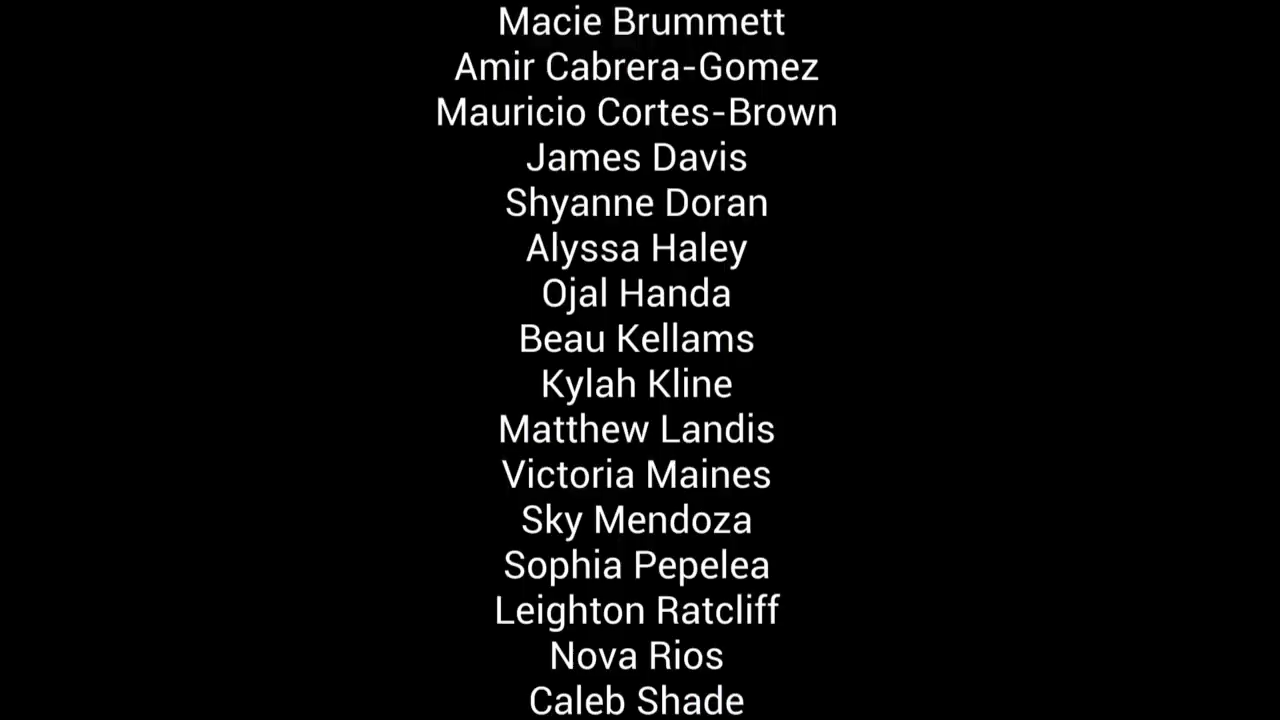 Macie Brummett
Amir Cabrera-Gomez
Mauricio Cortes-Brown
James Davis
Shyanne Doran
Alyssa Haley
Ojal Handa
Beau Kellams
Kylah Kline
Matthew Landis
Victoria Maines
Sky Mendoza
Sophia Pepelea
Leighton Ratcliff
Nova Rios
Caleb Shade